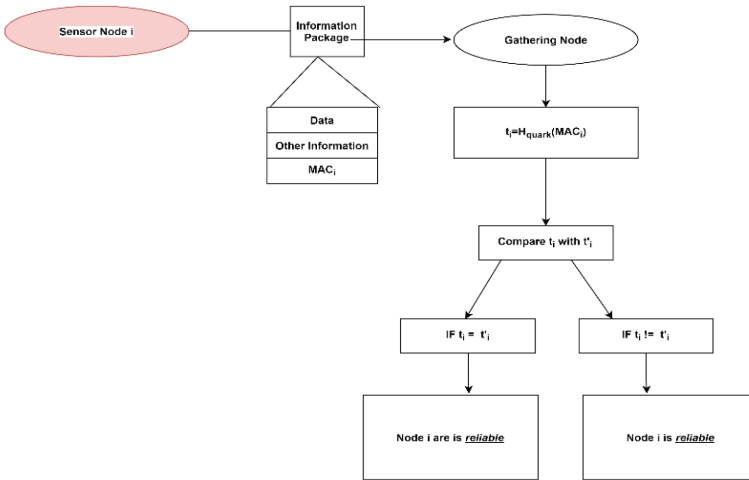 Sensor Node i
Information
Package
Gathering Node
Data
Other Information
MACᵢ
tᵢ=H_quark(MACᵢ)
Compare tᵢ with t'ᵢ
IF tᵢ = t'ᵢ
IF tᵢ != t'ᵢ
Node i are is reliable
Node i is reliable